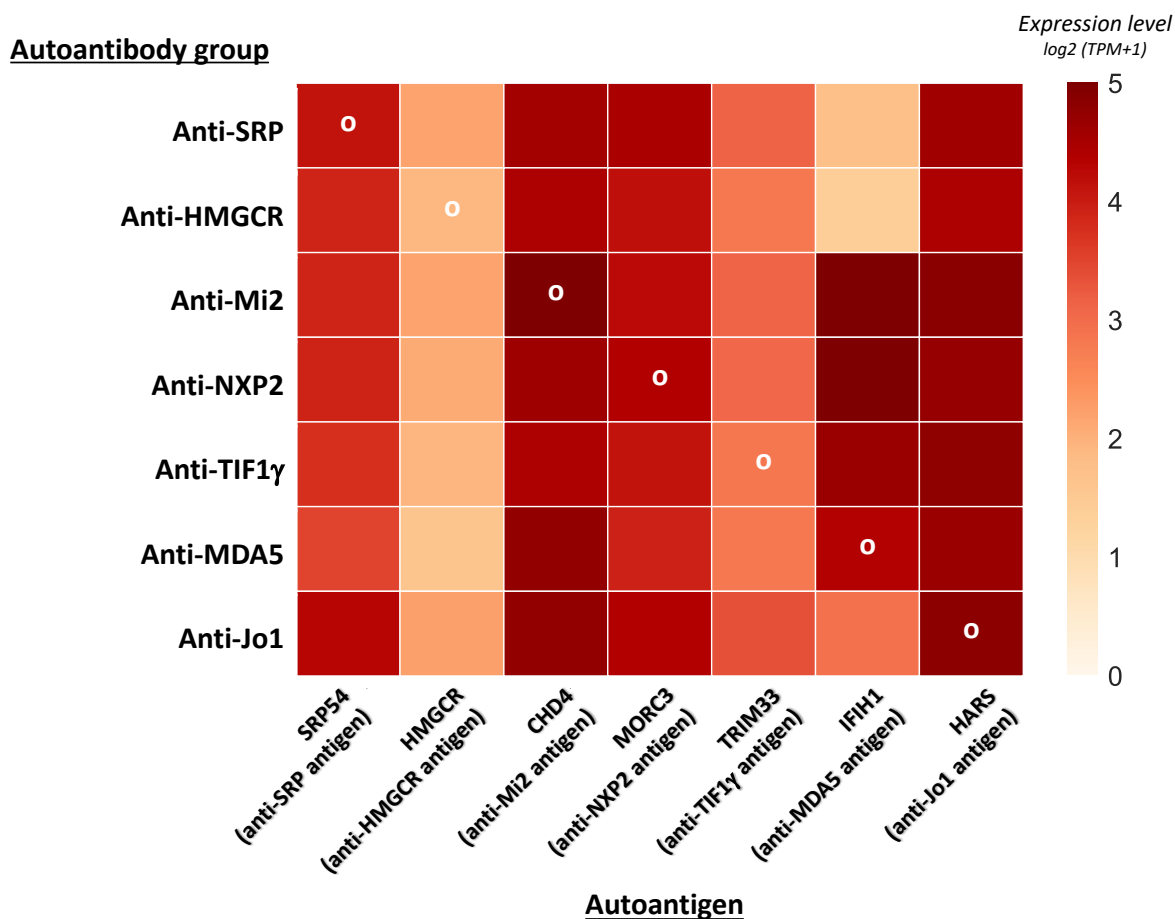 Expression level
log2 (TPM+1)
Autoantibody group
Anti-SRP
Anti-HMGCR
Anti-Mi2
Anti-NXP2
Anti-TIF1γ
Anti-MDA5
Anti-Jo1
o
o
o
o
o
o
o
5
4
3
2
1
0
SRP54
(anti-SRP antigen)
HMGCR
(anti-HMGCR antigen)
CHD4
(anti-Mi2 antigen)
MORC3
(anti-NXP2 antigen)
TRIM33
(anti-TIF1γ antigen)
IFIH1
(anti-MDA5 antigen)
HARS
(anti-Jo1 antigen)
Autoantigen